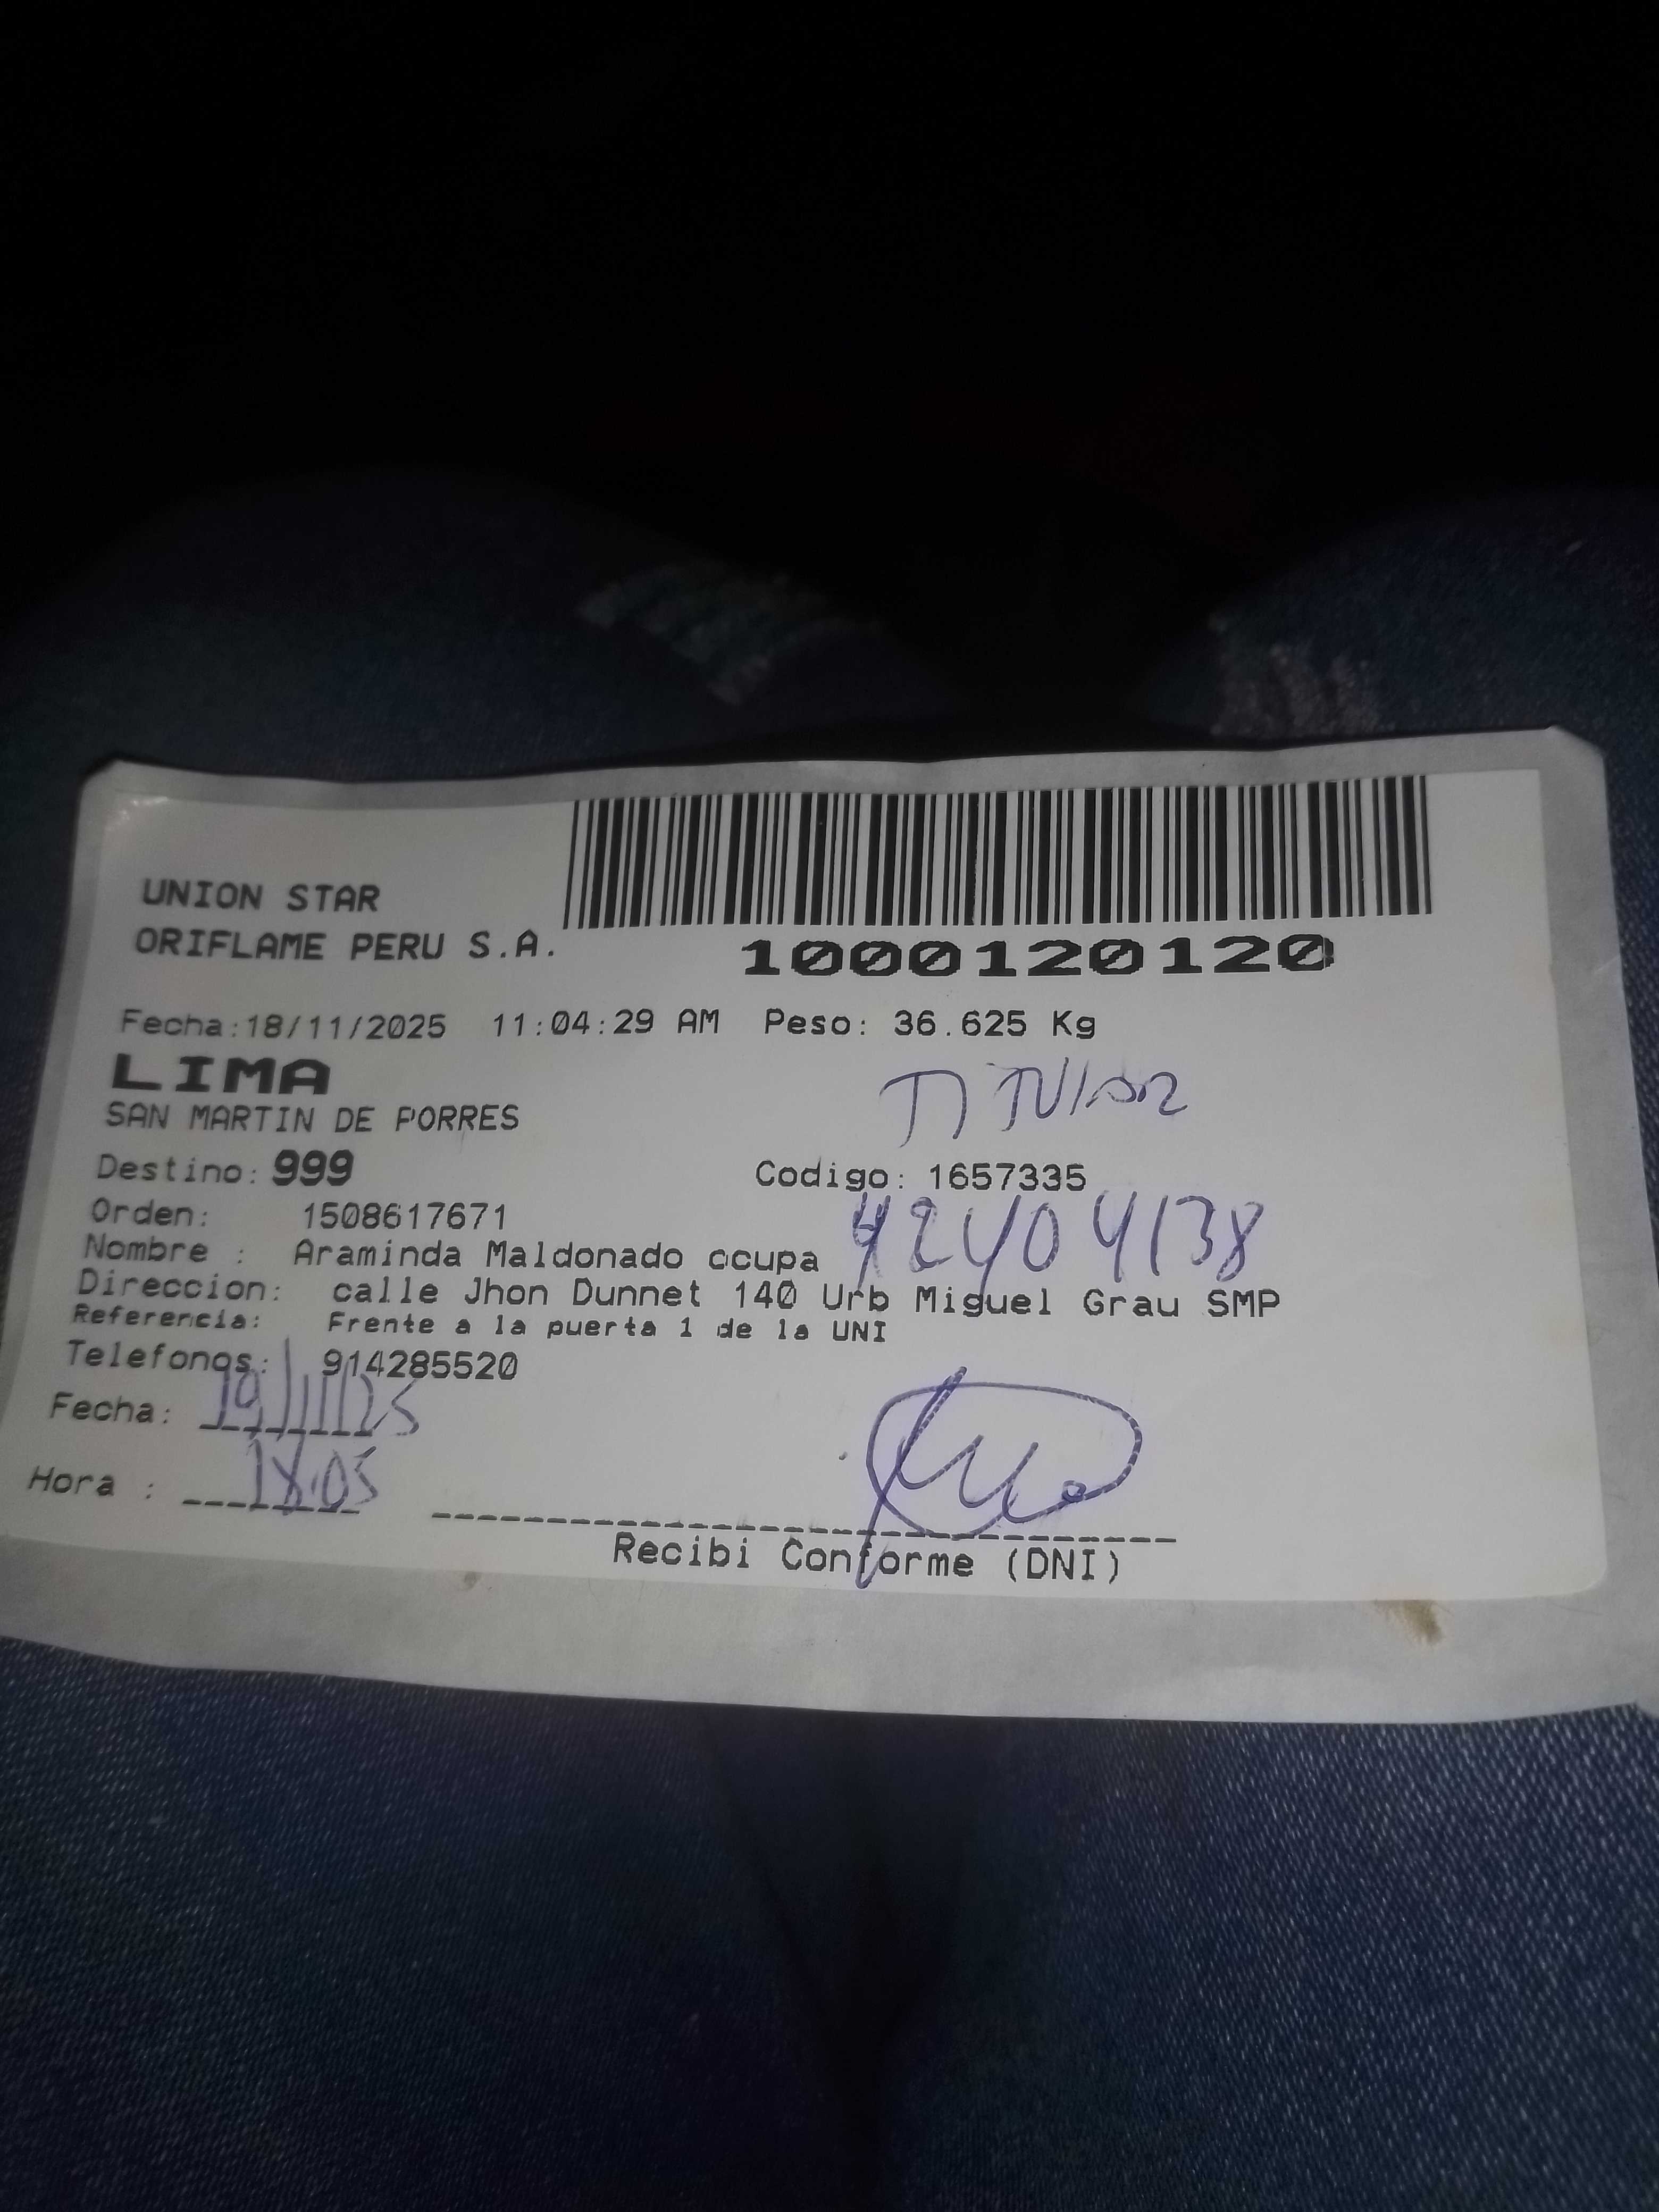 UNION STAR
ORIFLAME PERU S.A.
1000120120
Fecha:18/11/2025 11:04:29 AM Peso: 36.625 Kg
LIMA
SAN MARTIN DE PORRES
TITULAR
Destino: 999 Codigo: 1657335
Orden: 1508617671
42404138
Nombre : Araminda Maldonado ccupa
Direccion: calle Jhon Dunnet 140 Urb Miguel Grau SMP
Referencia: Frente a la puerta 1 de la UNI
Telefonos: 914285520
Fecha: 19/11/25
Hora : 18:05
Recibi Conforme (DNI)